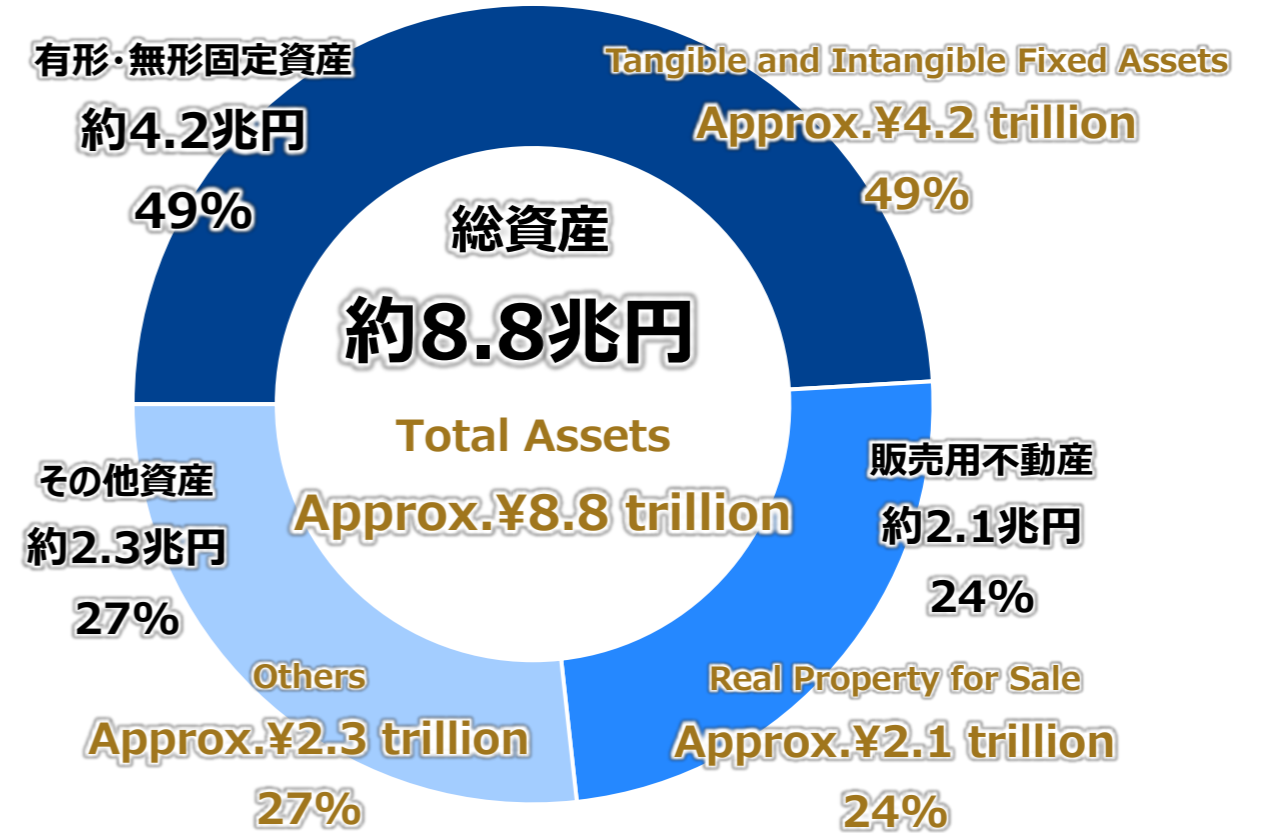 有形・無形固定資産
約4.2兆円
49%
Tangible and Intangible Fixed Assets
Approx.¥4.2 trillion
49%
総資産
約8.8兆円
Total Assets
Approx.¥8.8 trillion
その他資産
約2.3兆円
27%
Others
Approx.¥2.3 trillion
27%
販売用不動産
約2.1兆円
24%
Real Property for Sale
Approx.¥2.1 trillion
24%